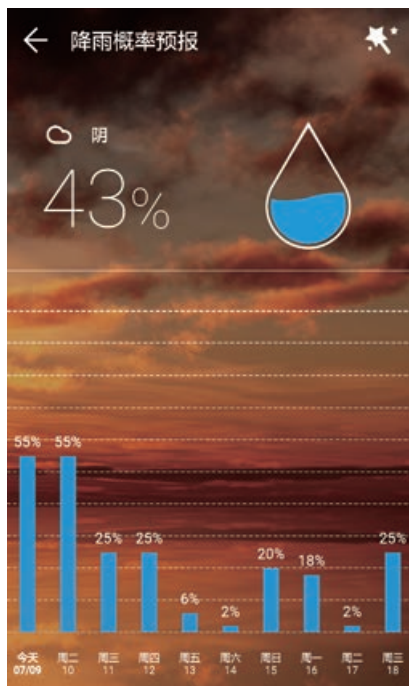 降雨概率预报
阴
43%
55% 55% 25% 25% 6% 2% 20% 18% 2% 25%
今天 周二 周三 周四 周五 周六 周日 周一 周二 周三
07/09 10 11 12 13 14 15 16 17 18